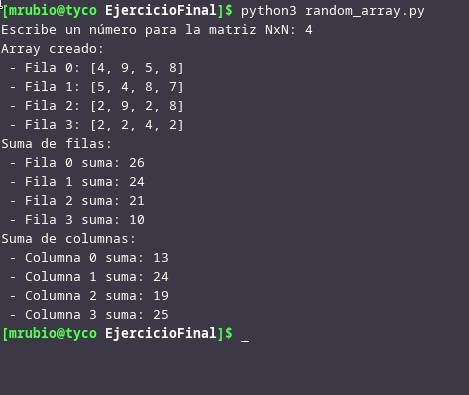 [mrubio@tyco EjercicioFinal]$ python3 random_array.py
Escribe un número para la matriz NxN: 4
Array creado:
 - Fila 0: [4, 9, 5, 8]
 - Fila 1: [5, 4, 8, 7]
 - Fila 2: [2, 9, 2, 8]
 - Fila 3: [2, 2, 4, 2]
Suma de filas:
 - Fila 0 suma: 26
 - Fila 1 suma: 24
 - Fila 2 suma: 21
 - Fila 3 suma: 10
Suma de columnas:
 - Columna 0 suma: 13
 - Columna 1 suma: 24
 - Columna 2 suma: 19
 - Columna 3 suma: 25
[mrubio@tyco EjercicioFinal]$ _